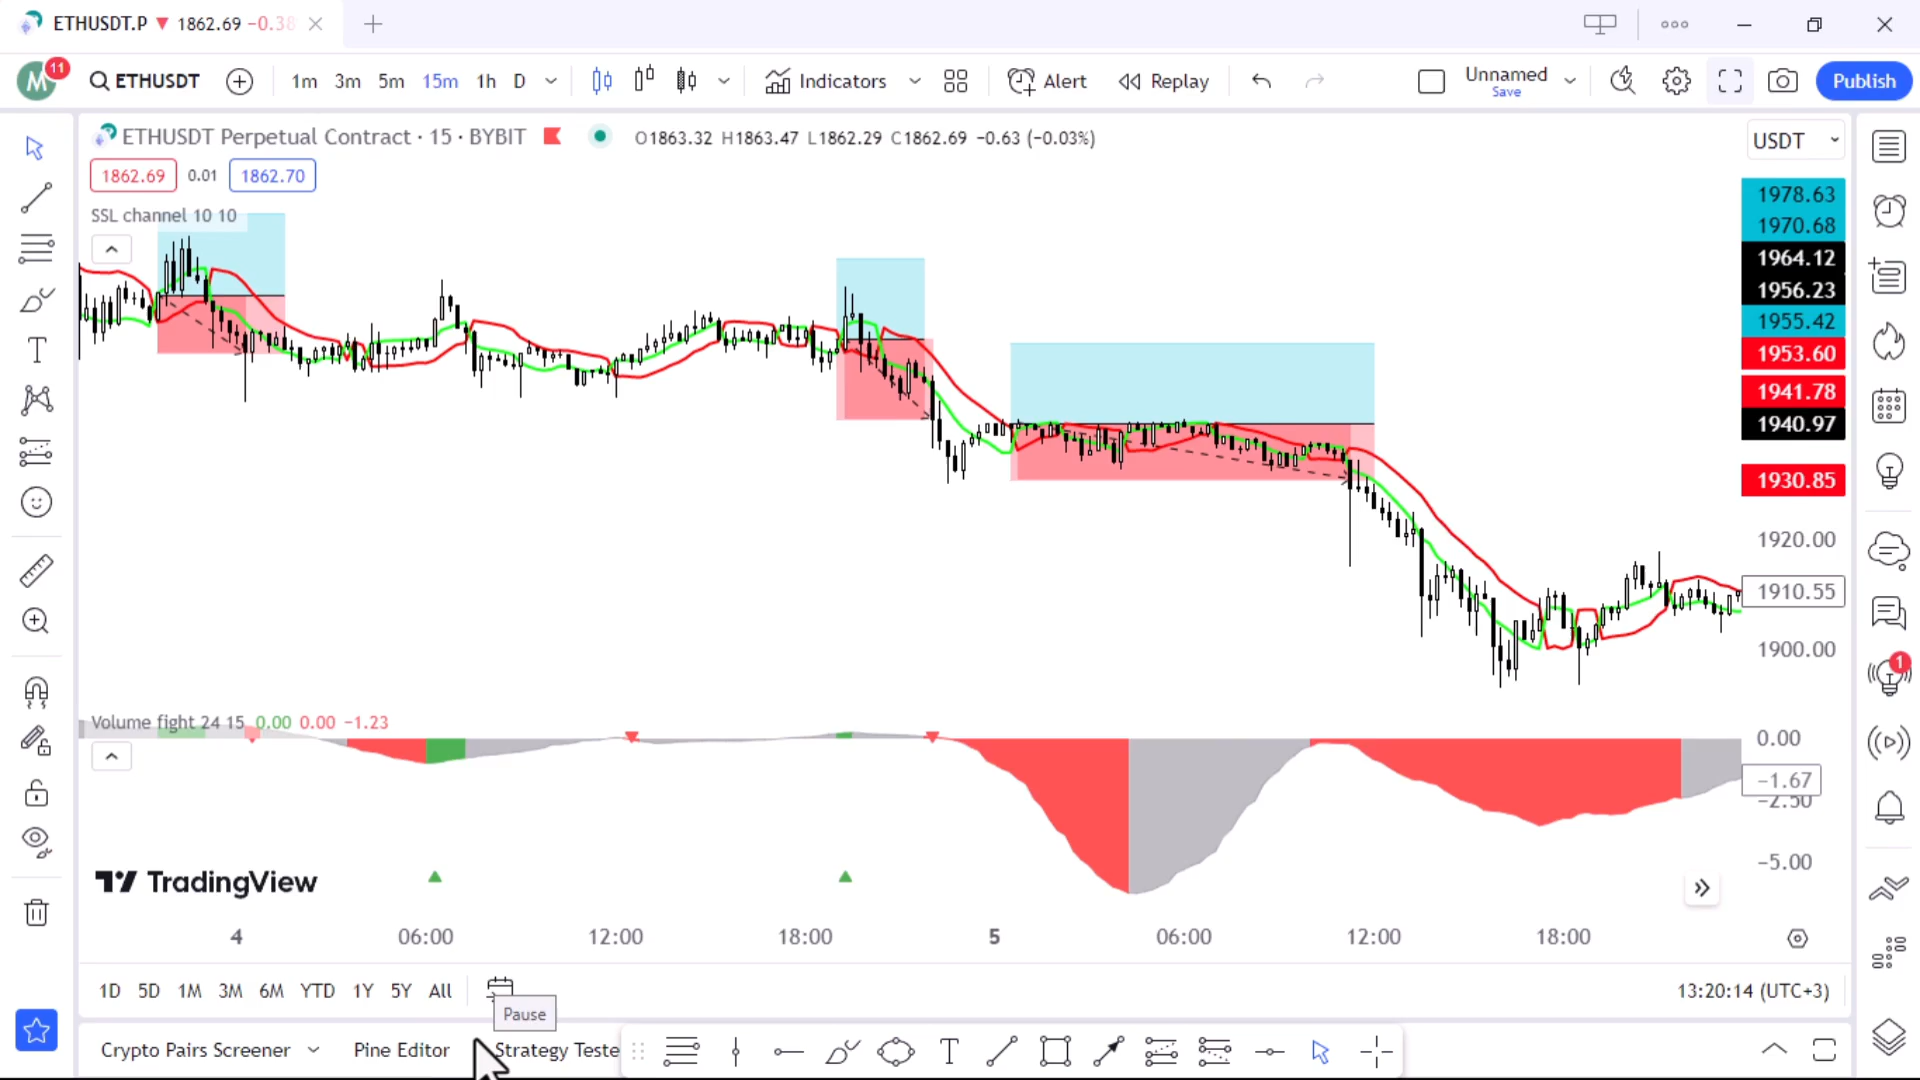 ETHUSDT.P ▼ 1862.69 −0.38
M 11 ETHUSDT 1m 3m 5m 15m 1h D Indicators Alert Replay Unnamed Publish
Save
ETHUSDT Perpetual Contract · 15 · BYBIT O1863.32 H1863.47 L1862.29 C1862.69 −0.63 (−0.03%) USDT
1862.69 0.01 1862.70
SSL channel 10 10
1978.63
1970.68
1964.12
1956.23
1955.42
1953.60
1941.78
1940.97
1930.85
1920.00
1910.55
1900.00
1
Volume fight 24 15 0.00 0.00 −1.23
0.00
−1.67
−2.50
−5.00
TradingView
4 06:00 12:00 18:00 5 06:00 12:00 18:00
1D 5D 1M 3M 6M YTD 1Y 5Y All 13:20:14 (UTC+3)
Pause
Crypto Pairs Screener Pine Editor Strategy Teste